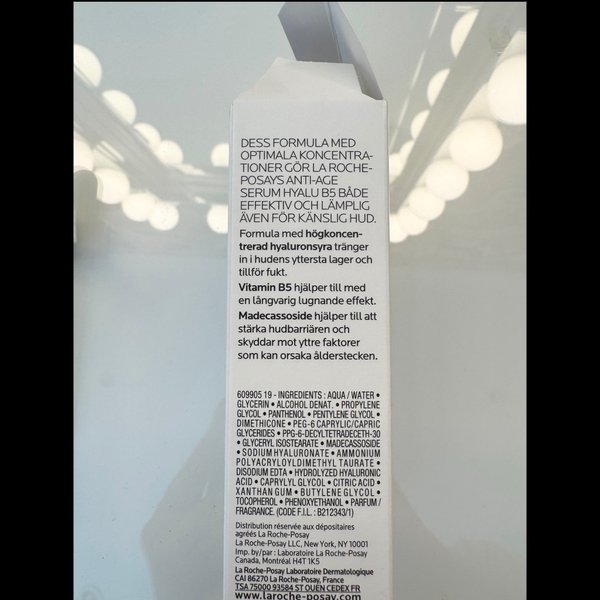 DESS FORMULA MED
OPTIMALA KONCENTRA-
TIONER GÖR LA ROCHE-
POSAYS ANTI-AGE
SERUM HYALU B5 BÅDE
EFFEKTIV OCH LÄMPLIG
ÄVEN FÖR KÄNSLIG HUD.
Formula med högkoncen-
trerad hyaluronsyra tränger
in i hudens yttersta lager och
tillför fukt.
Vitamin B5 hjälper till med
en långvarig lugnande effekt.
Madecassoside hjälper till att
stärka hudbarriären och
skyddar mot yttre faktorer
som kan orsaka ålderstecken.
609905 19 - INGREDIENTS : AQUA / WATER •
GLYCERIN • ALCOHOL DENAT. • PROPYLENE
GLYCOL • PANTHENOL • PENTYLENE GLYCOL •
DIMETHICONE • PEG-6 CAPRYLIC/CAPRIC
GLYCERIDES • PPG-6-DECYLTETRADECETH-30
• GLYCERYL ISOSTEARATE • MADECASSOSIDE
• SODIUM HYALURONATE • AMMONIUM
POLYACRYLOYLDIMETHYL TAURATE •
DISODIUM EDTA • HYDROLYZED HYALURONIC
ACID • CAPRYLYL GLYCOL • CITRIC ACID •
XANTHAN GUM • BUTYLENE GLYCOL •
TOCOPHEROL • PHENOXYETHANOL • PARFUM /
FRAGRANCE. (CODE F.I.L. : B212343/1)
Distribution réservée aux dépositaires
agréés La Roche-Posay
La Roche-Posay LLC, New York, NY 10001
Imp. by/par : Laboratoire La Roche-Posay
Canada, Montréal H4T 1K5
La Roche-Posay Laboratoire Dermatologique
CAI 86270 La Roche-Posay, France
TSA 75000 93584 ST OUEN CEDEX FR
www.laroche-posay.com